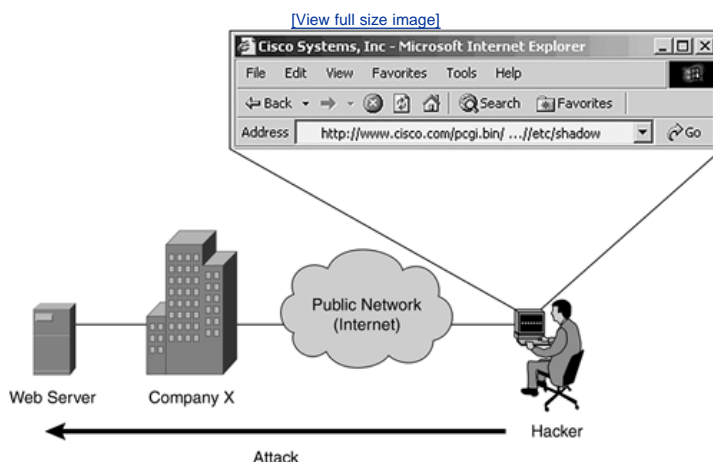 [View full size image]
Cisco Systems, Inc - Microsoft Internet Explorer
File Edit View Favorites Tools Help
Back Search Favorites
Address http://www.cisco.com/pcgi.bin/ ...//etc/shadow Go
Public Network
(Internet)
Web Server Company X
Hacker
Attack